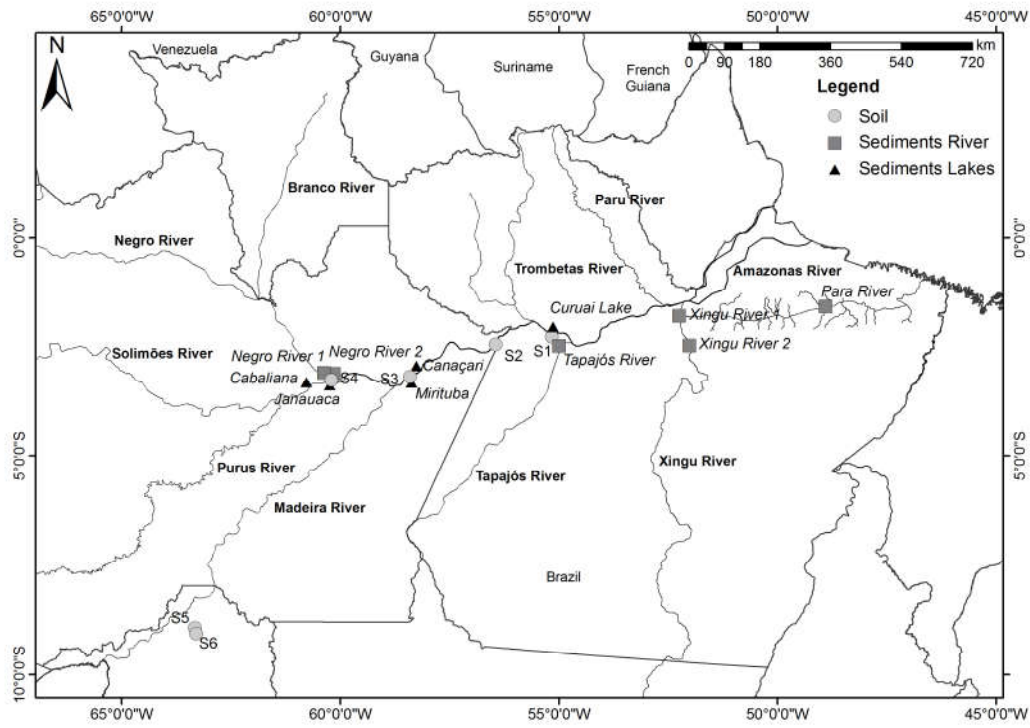 65°0'0"W
60°0'0"W
55°0'0"W
50°0'0"W
45°0'0"W
N
Venezuela
Guyana
Suriname
French
Guiana
km
0 90 180 360 540 720
Legend
Soil
Sediments River
Sediments Lakes
Branco River
Paru River
Negro River
0°0'0"
0°0'0"
Trombetas River
Amazonas River
Para River
Curuai Lake
Xingu River 1
Solimões River
Negro River 1
Negro River 2
S2
S1
Tapajós River
Xingu River 2
Canaçari
Cabaliana
S4
S3
Janauaca
Mirituba
5°0'0"S
5°0'0"S
Purus River
Tapajós River
Xingu River
Madeira River
Brazil
S5
S6
10°0'0"S
10°0'0"S
65°0'0"W
60°0'0"W
55°0'0"W
50°0'0"W
45°0'0"W